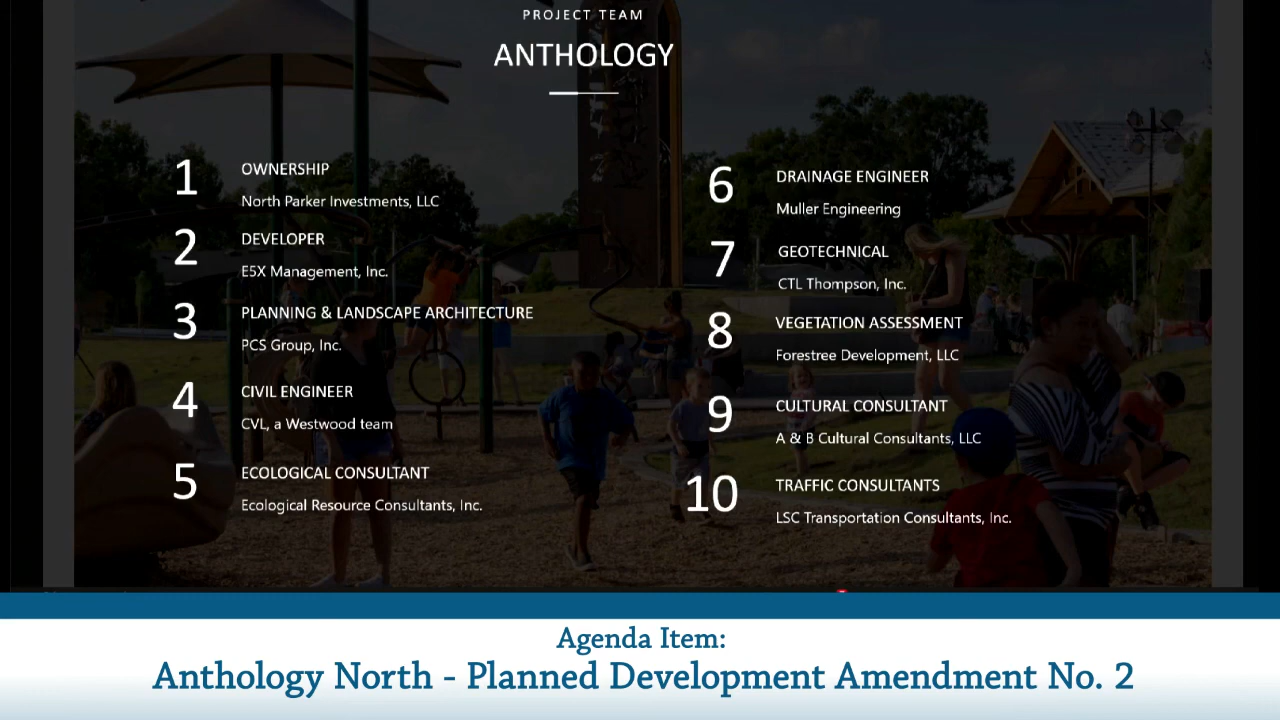 PROJECT TEAM
ANTHOLOGY
1
OWNERSHIP
North Parker Investments, LLC
2
DEVELOPER
E5X Management, Inc.
3
PLANNING & LANDSCAPE ARCHITECTURE
PCS Group, Inc.
4
CIVIL ENGINEER
CVL, a Westwood team
5
ECOLOGICAL CONSULTANT
Ecological Resource Consultants, Inc.
6
DRAINAGE ENGINEER
Muller Engineering
7
GEOTECHNICAL
CTL Thompson, Inc.
8
VEGETATION ASSESSMENT
Forestree Development, LLC
9
CULTURAL CONSULTANT
A & B Cultural Consultants, LLC
10
TRAFFIC CONSULTANTS
LSC Transportation Consultants, Inc.
Agenda Item:
Anthology North - Planned Development Amendment No. 2